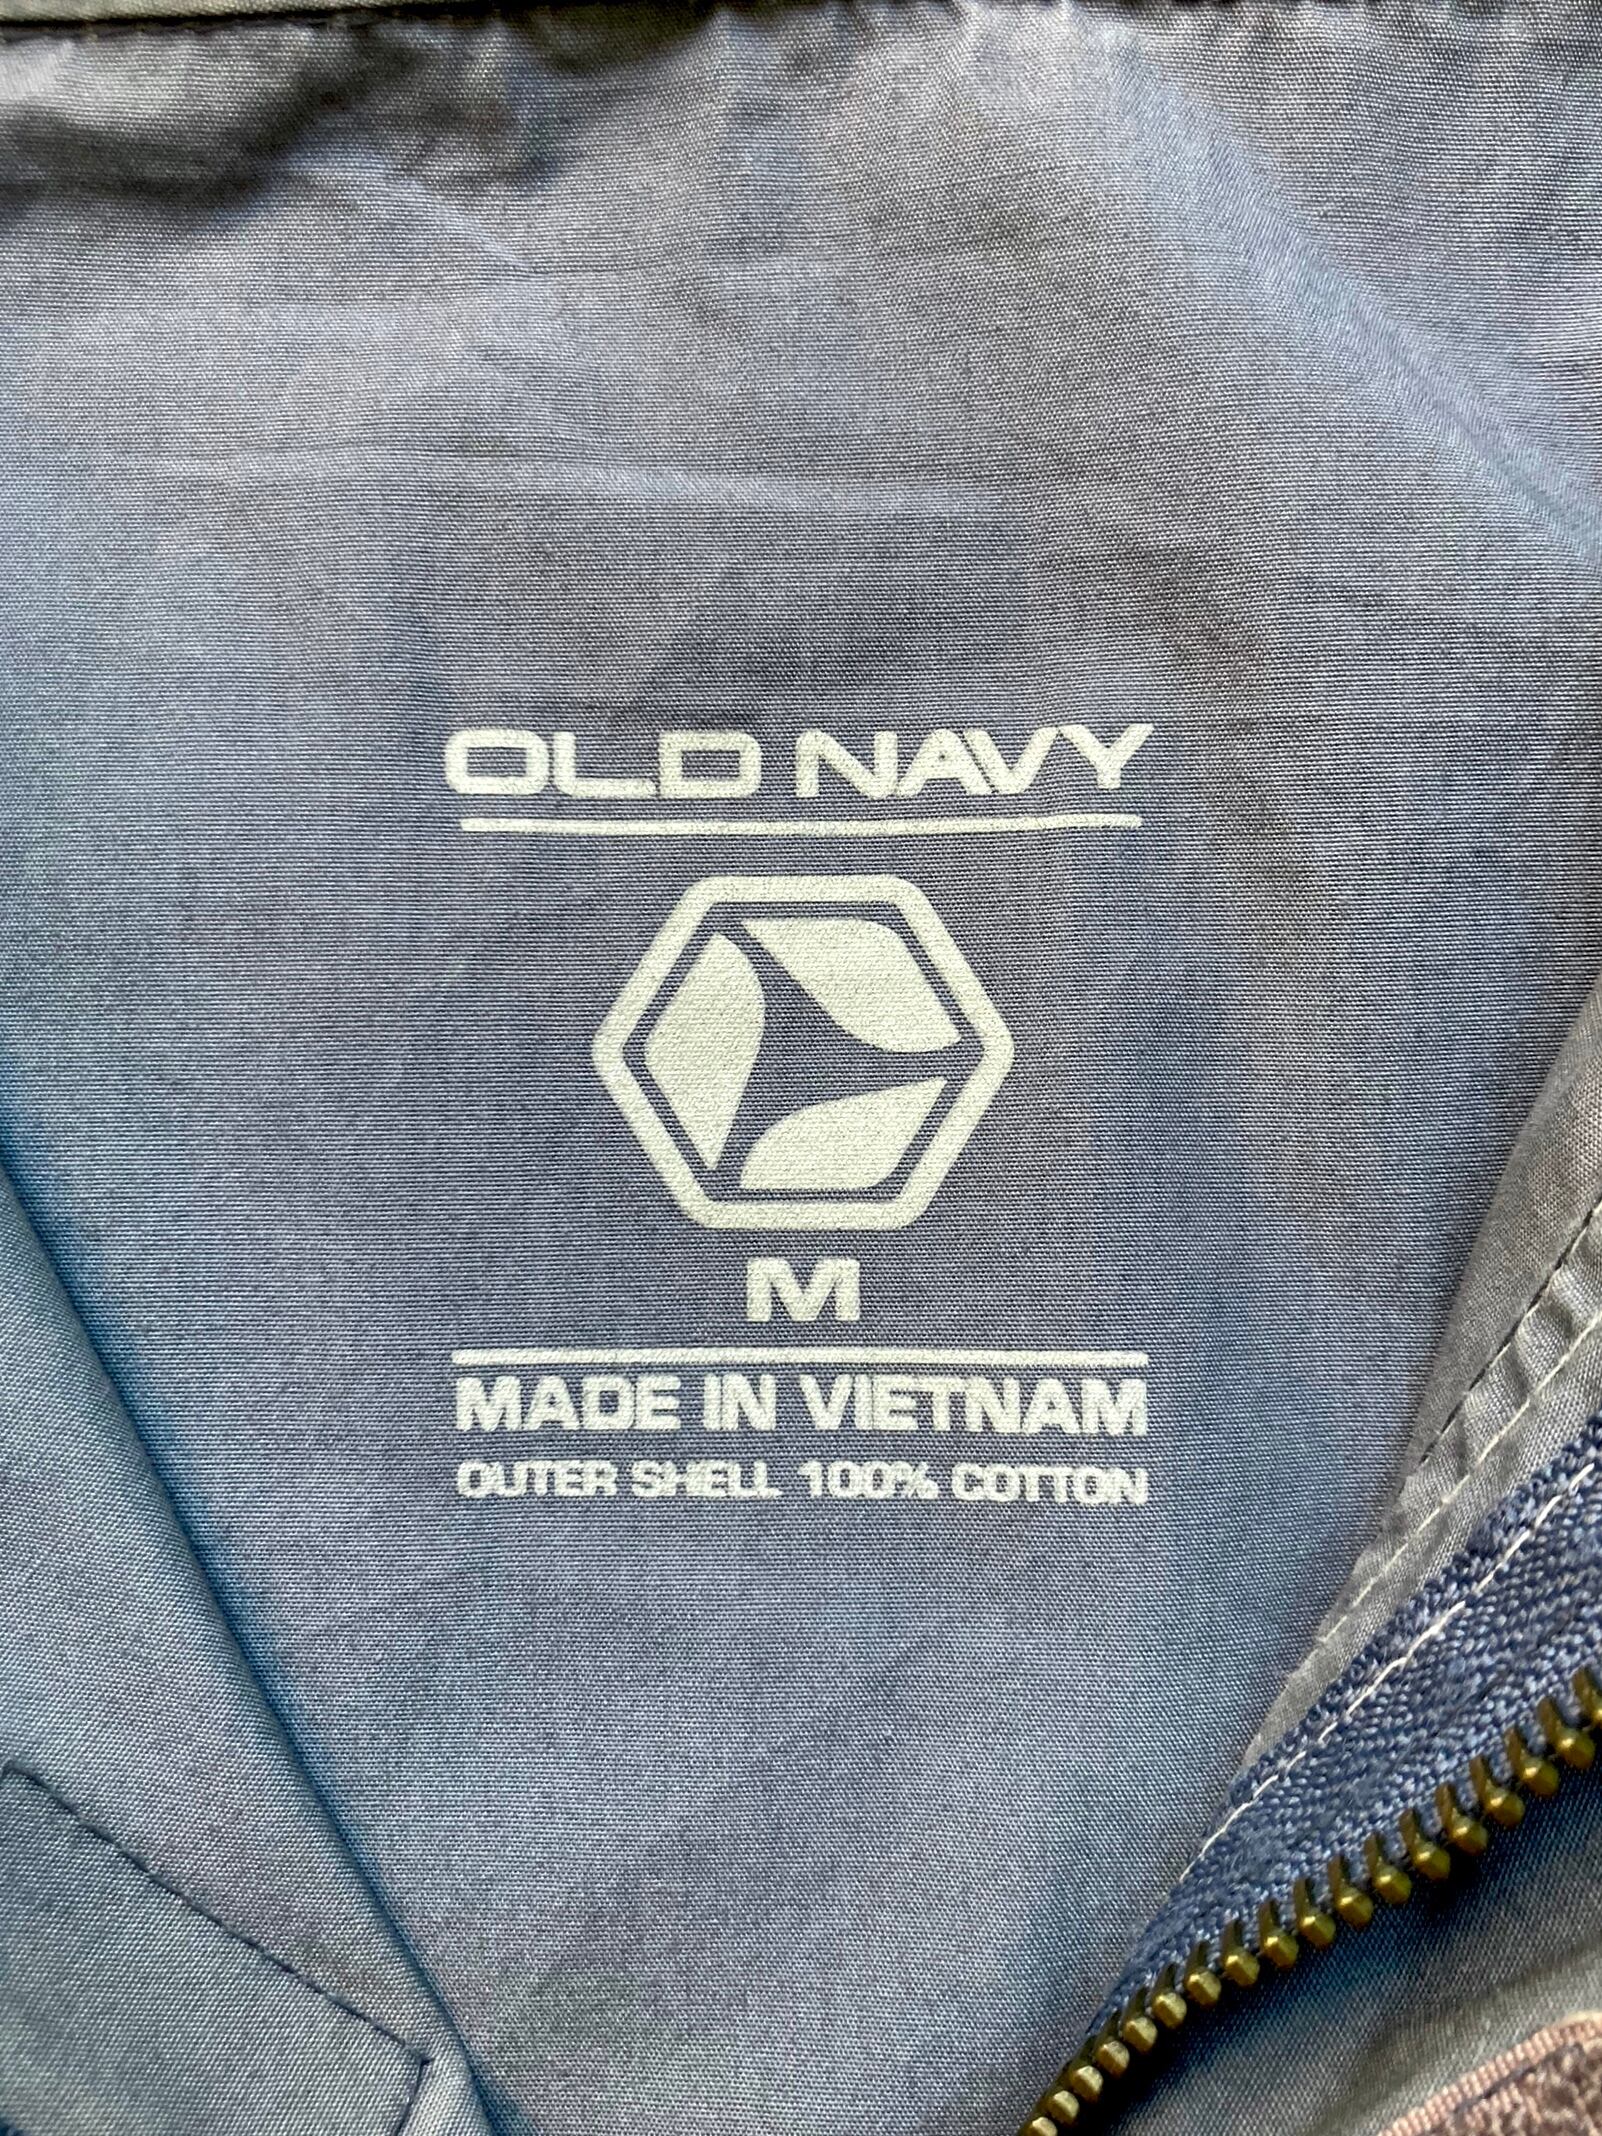 OLD NAVY
M
MADE IN VIETNAM
OUTER SHELL 100% COTTON